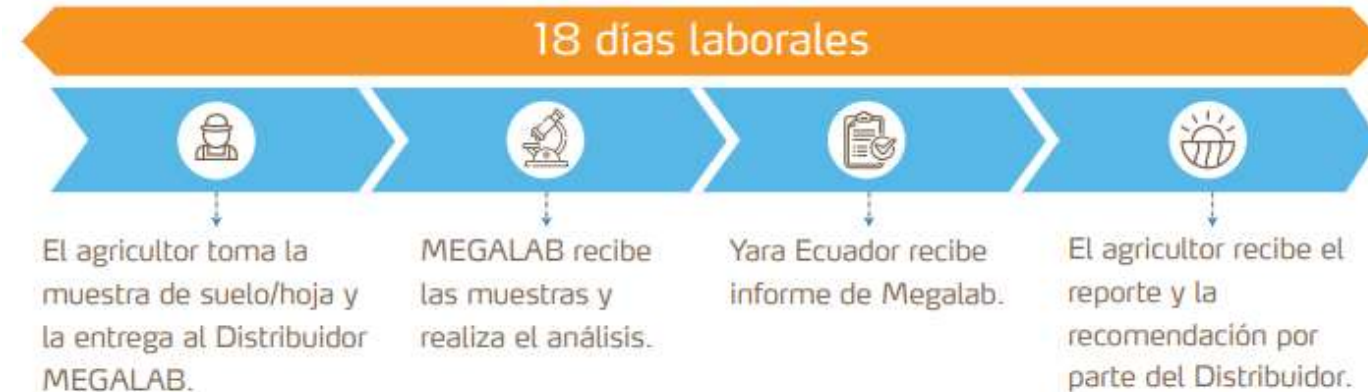 18 días laborales
El agricultor toma la
muestra de suelo/hoja y
la entrega al Distribuidor
MEGALAB.
MEGALAB recibe
las muestras y
realiza el análisis.
Yara Ecuador recibe
informe de Megalab.
El agricultor recibe el
reporte y la
recomendación por
parte del Distribuidor.